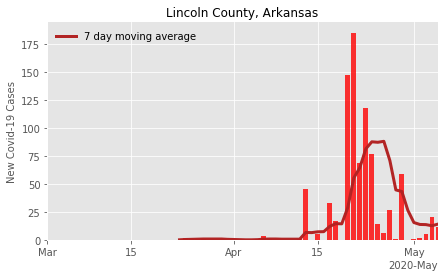 Lincoln County, Arkansas
7 day moving average
New Covid-19 Cases
175
150
125
100
75
50
25
0
Mar
15
Apr
15
May
2020-May